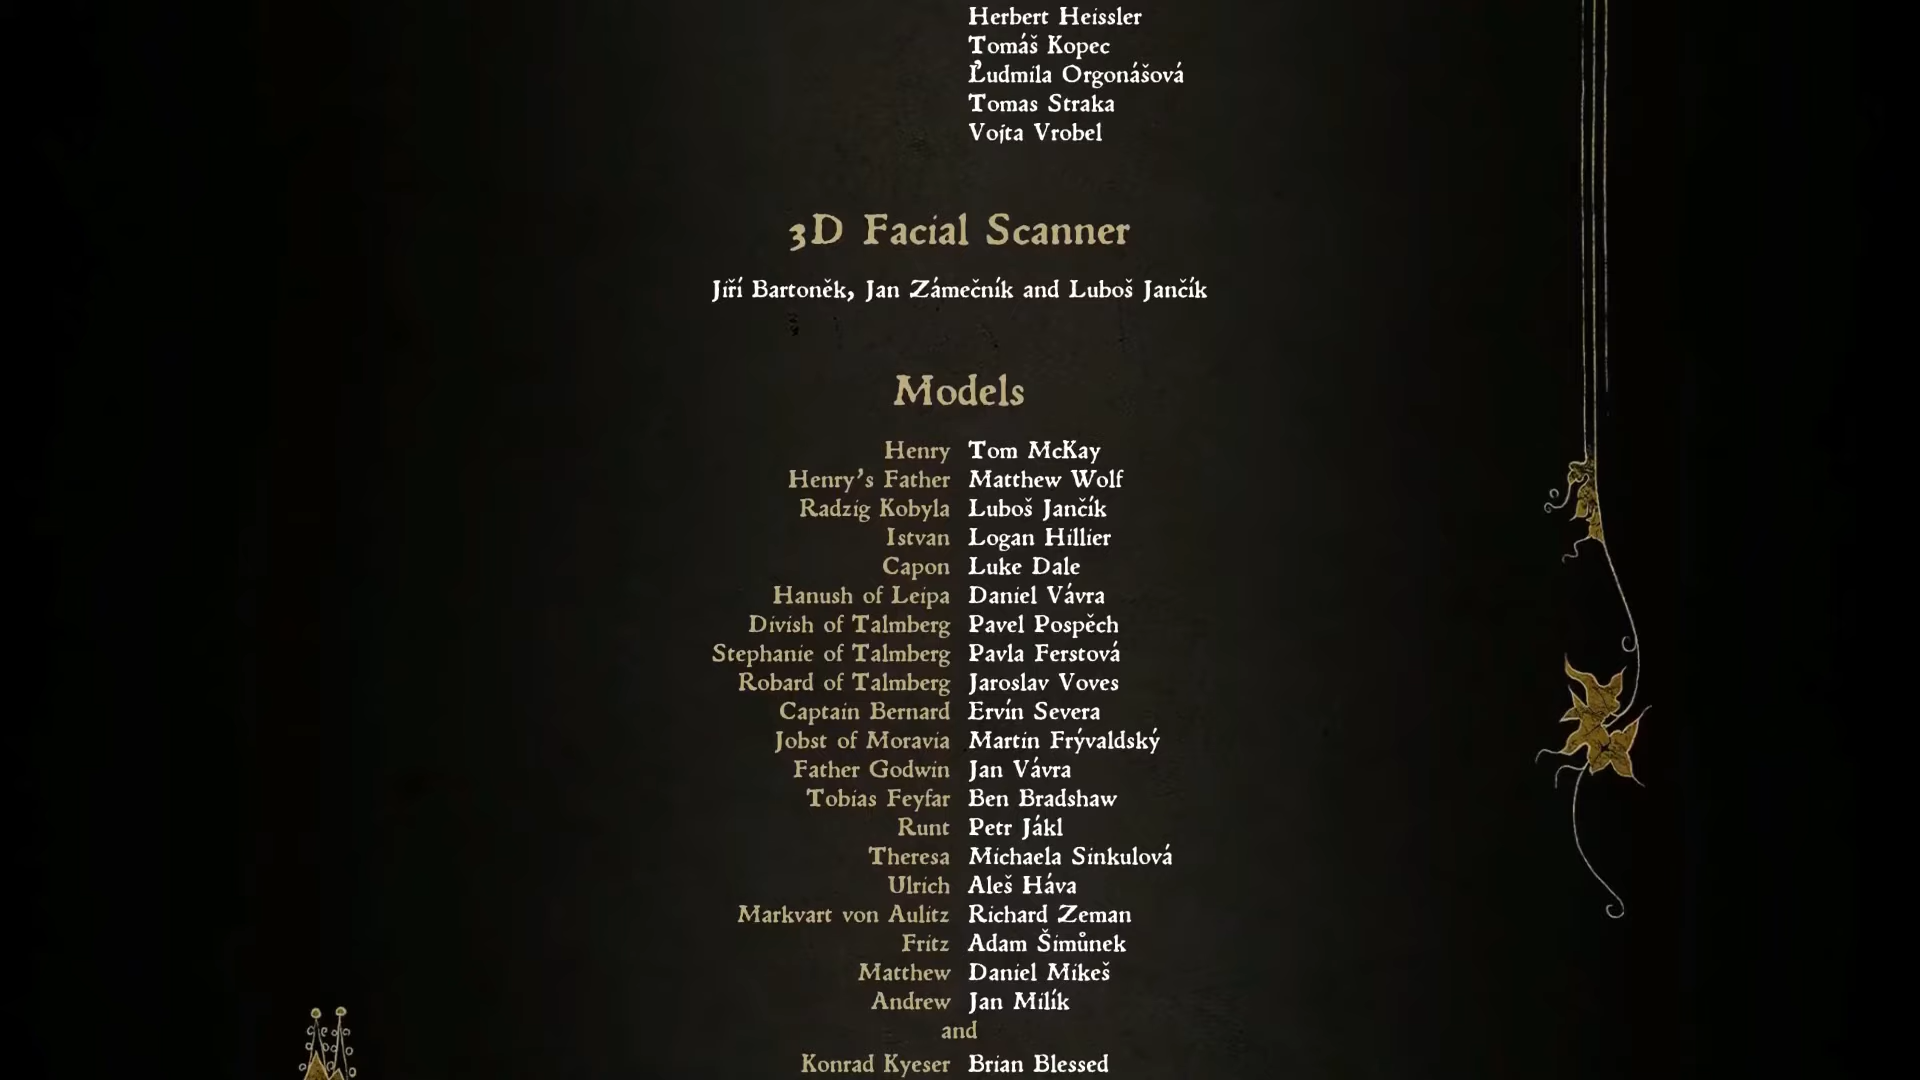 Herbert Heissler
Tomáš Kopec
Ľudmila Orgonášová
Tomas Straka
Vojta Vrobel
3D Facial Scanner
Jiří Bartoněk, Jan Zámečník and Luboš Jančík
Models
Henry Tom McKay
Henry's Father Matthew Wolf
Radzig Kobyla Luboš Jančík
Istvan Logan Hillier
Capon Luke Dale
Hanush of Leipa Daniel Vávra
Divish of Talmberg Pavel Pospěch
Stephanie of Talmberg Pavla Ferstová
Robard of Talmberg Jaroslav Voves
Captain Bernard Ervín Severa
Jobst of Moravia Martin Frývaldský
Father Godwin Jan Vávra
Tobias Feyfar Ben Bradshaw
Runt Petr Jákl
Theresa Michaela Sinkulová
Ulrich Aleš Háva
Markvart von Aulitz Richard Zeman
Fritz Adam Šimůnek
Matthew Daniel Mikeš
Andrew Jan Milík
and
Konrad Kyeser Brian Blessed